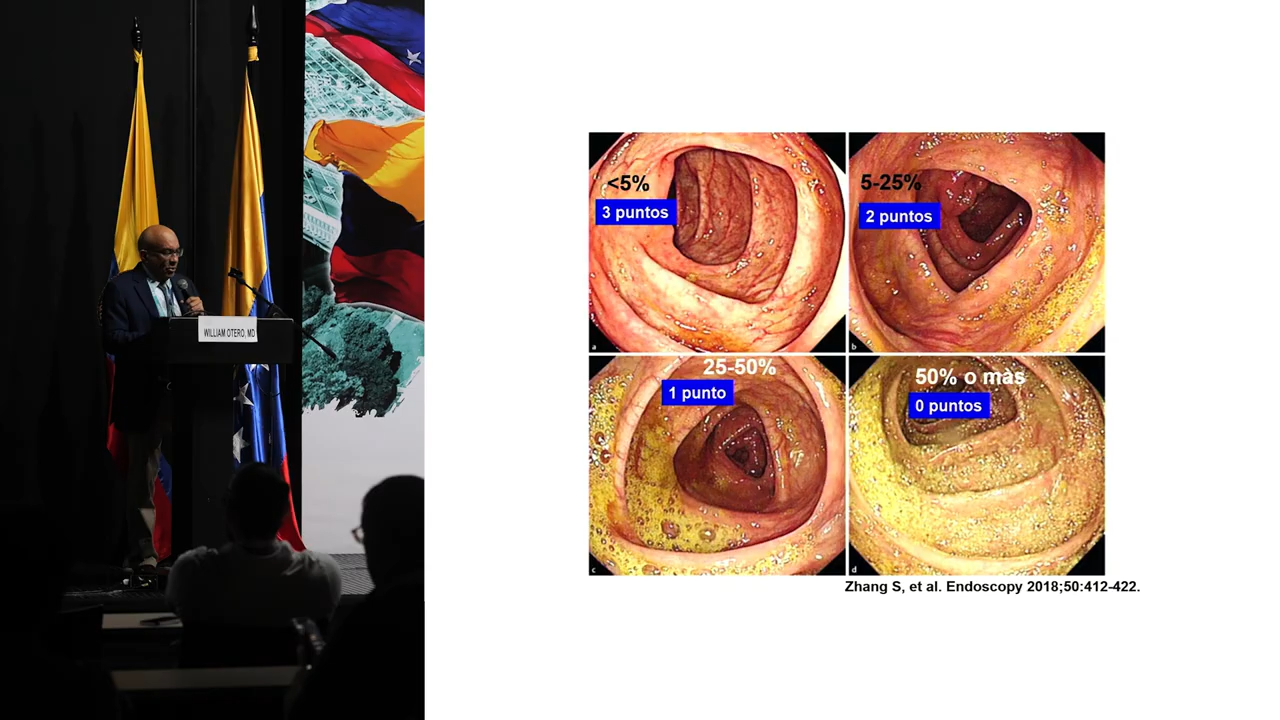 WILLIAM OTERO, MD
<5%
3 puntos
5-25%
2 puntos
25-50%
1 punto
50% o màs
0 puntos
a
b
c
d
Zhang S, et al. Endoscopy 2018;50:412-422.